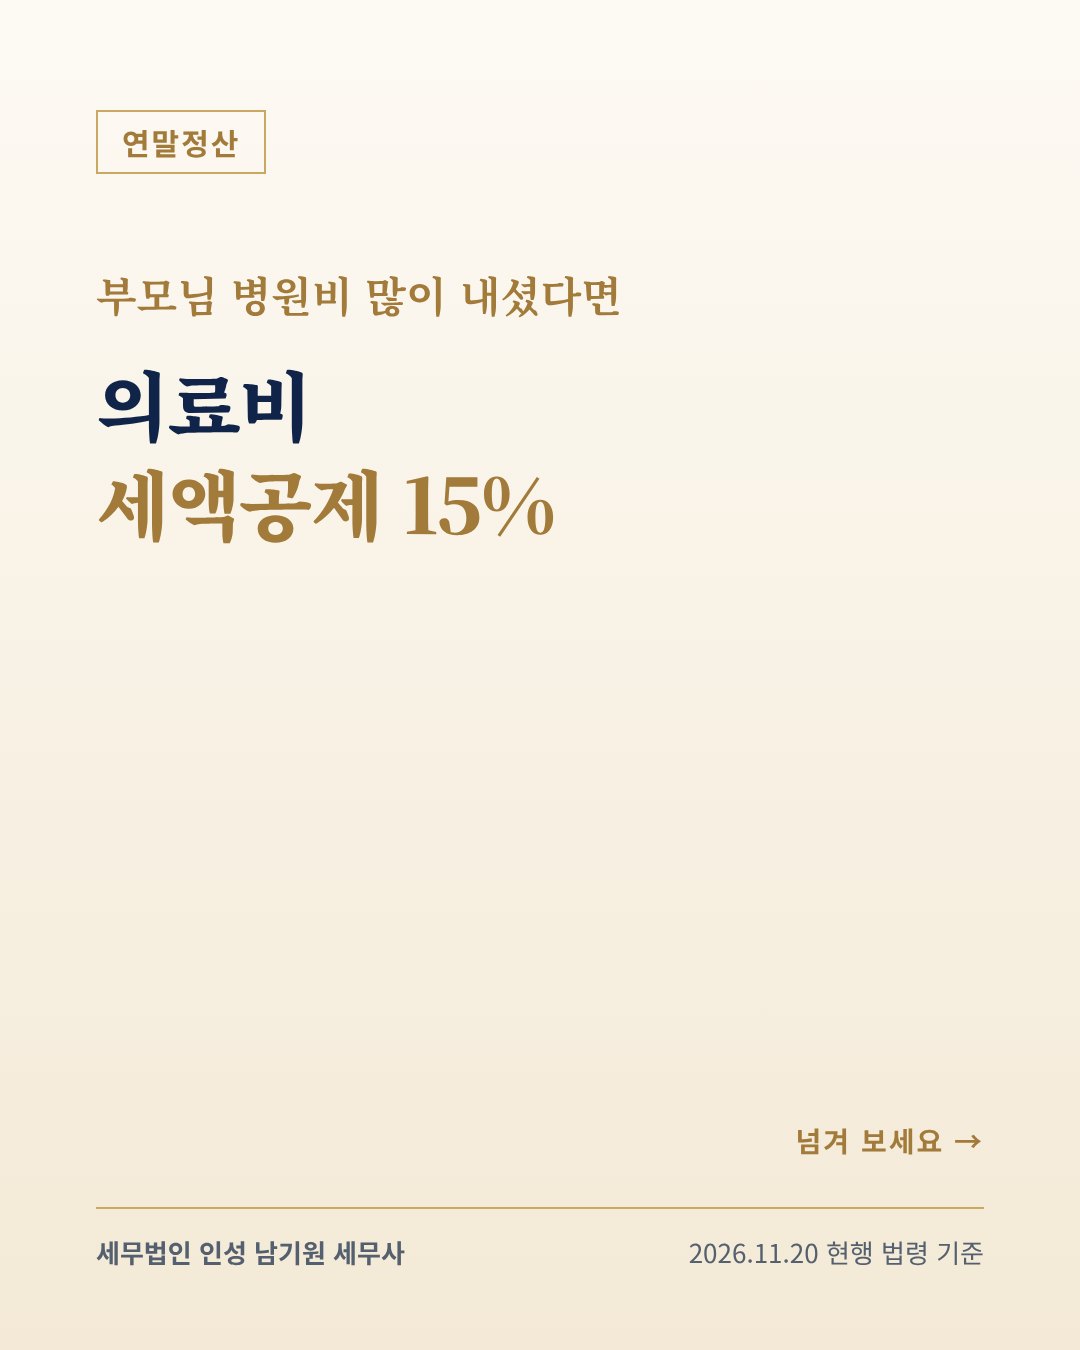 연말정산
부모님 병원비 많이 내셨다면
의료비
세액공제 15%
넘겨 보세요 →
세무법인 인성 남기원 세무사
2026.11.20 현행 법령 기준